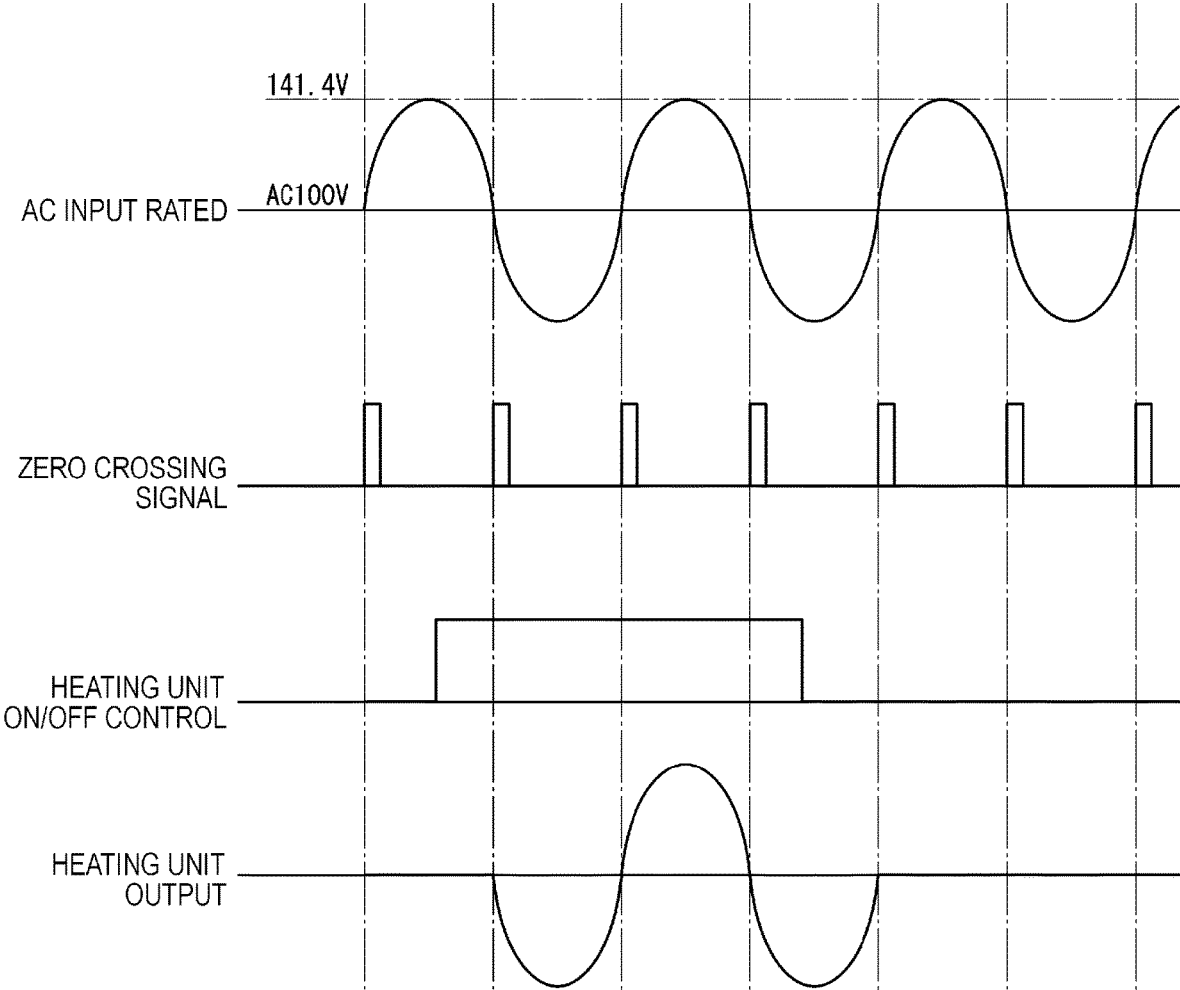 141.4V
AC100V
AC INPUT RATED
ZERO CROSSING
SIGNAL
HEATING UNIT
ON/OFF CONTROL
HEATING UNIT
OUTPUT